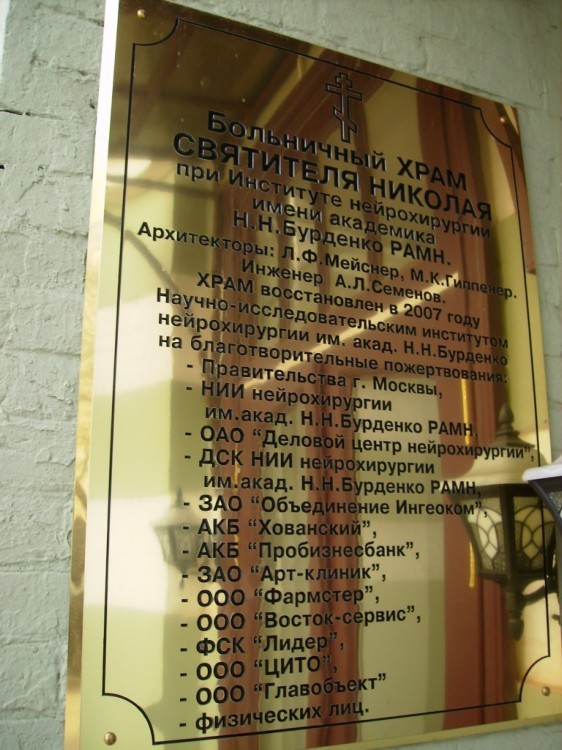 Больничный ХРАМ
СВЯТИТЕЛЯ НИКОЛАЯ
при Институте нейрохирургии
имени академика
Н.Н.Бурденко РАМН.
Архитекторы: Л.Ф.Мейснер, М.К.Гиппенер.
Инженер А.Л.Семенов.
ХРАМ восстановлен в 2007 году
Научно-исследовательским институтом
нейрохирургии им. акад. Н.Н.Бурденко
на благотворительные пожертвования:
- Правительства г. Москвы,
- НИИ нейрохирургии
им.акад. Н.Н.Бурденко РАМН,
- ОАО "Деловой центр нейрохирургии",
- ДСК НИИ нейрохирургии
им.акад. Н.Н.Бурденко РАМН,
- ЗАО "Объединение Ингеоком",
- АКБ "Хованский",
- АКБ "Пробизнесбанк",
- ЗАО "Арт-клиник",
- ООО "Фармстер",
- ООО "Восток-сервис",
- ФСК "Лидер",
- ООО "ЦИТО",
- ООО "Главобъект"
- физических лиц.